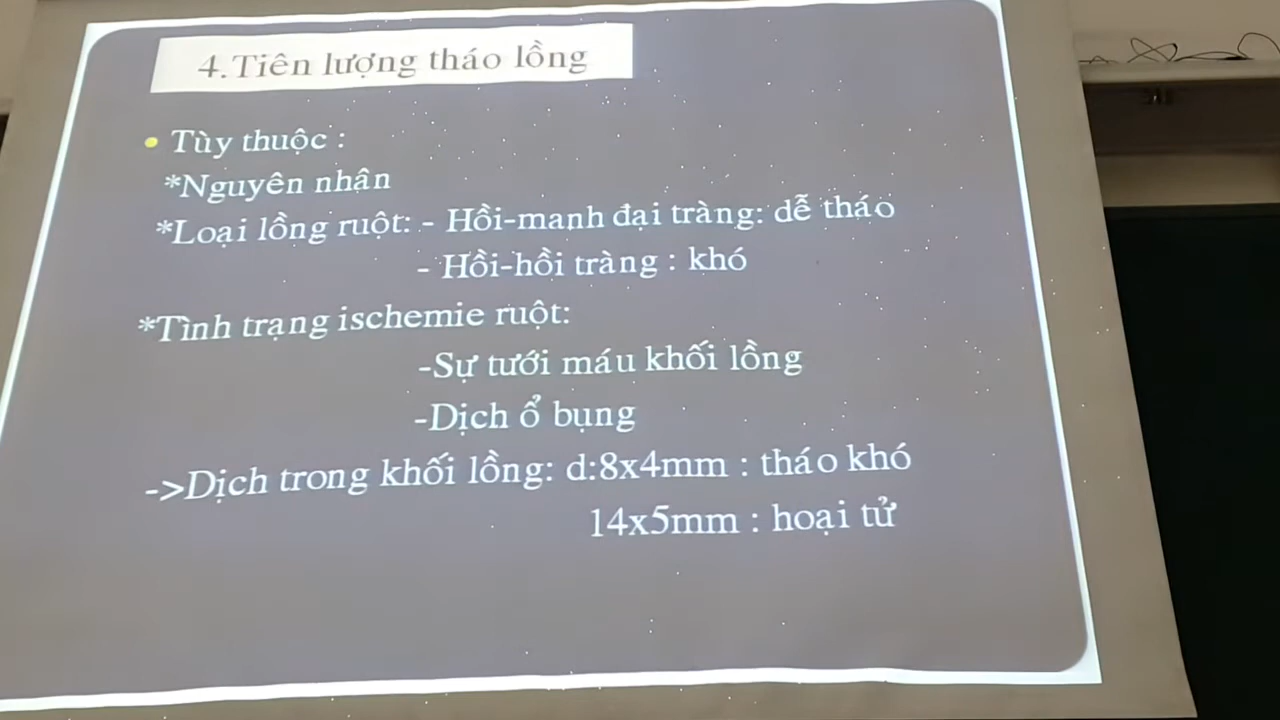 4.Tiên lượng tháo lồng
• Tùy thuộc :
*Nguyên nhân
*Loại lồng ruột: - Hồi-manh đại tràng: dễ tháo
- Hồi-hồi tràng : khó
*Tình trạng ischemie ruột:
-Sự tưới máu khối lồng
-Dịch ổ bụng
->Dịch trong khối lồng: d:8x4mm : tháo khó
14x5mm : hoại tử